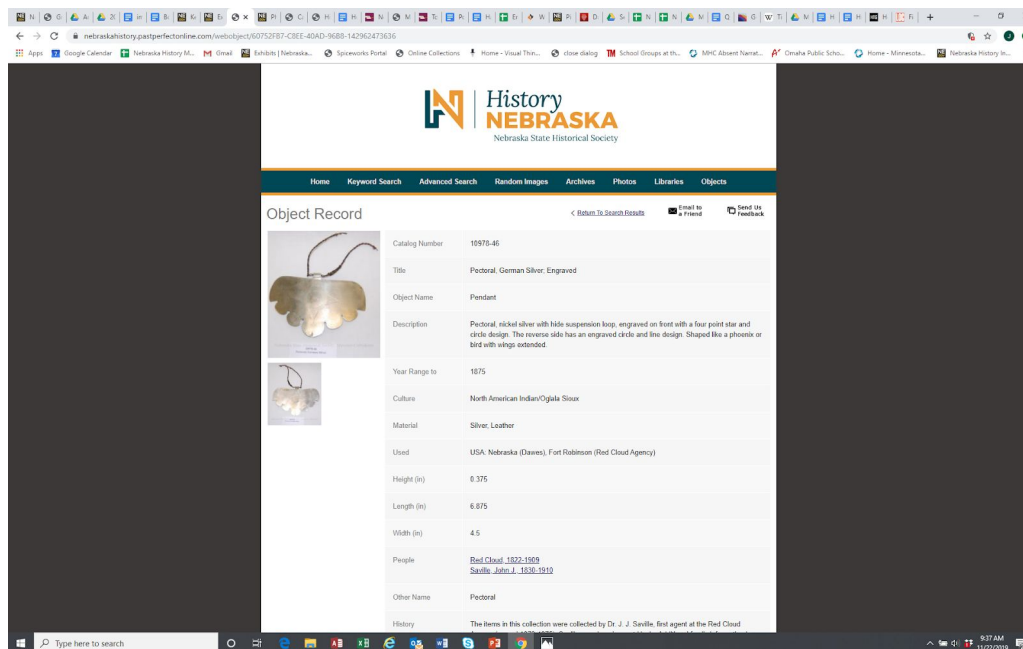 nebraskahistory.pastperfectonline.com/webobject/60752FB7-C8EE-40AD-96BB-142962473636
Apps Google Calendar Nebraska History M... Gmail Exhibits | Nebraska... Spiceworks Portal Online Collections Home - Visual Thin... close dialog School Groups at th... MHC Absent Narrat... Omaha Public Scho... Home - Minnesota... Nebraska History In...
History
NEBRASKA
Nebraska State Historical Society
Home Keyword Search Advanced Search Random Images Archives Photos Libraries Objects
Object Record
< Return To Search Results
Email to
a Friend
Send Us
Feedback
Catalog Number 10978-46
Title Pectoral, German Silver, Engraved
Object Name Pendant
Description Pectoral, nickel silver with hide suspension loop, engraved on front with a four point star and
circle design. The reverse side has an engraved circle and line design. Shaped like a phoenix or
bird with wings extended.
Year Range to 1875
Culture North American Indian/Oglala Sioux
Material Silver, Leather
Used USA: Nebraska (Dawes), Fort Robinson (Red Cloud Agency)
Height (in) 0.375
Length (in) 6.875
Width (in) 4.5
People Red Cloud, 1822-1909
Saville, John J., 1830-1910
Other Name Pectoral
History The items in this collection were collected by Dr. J. J. Saville, first agent at the Red Cloud
Type here to search
9:37 AM
11/22/2019